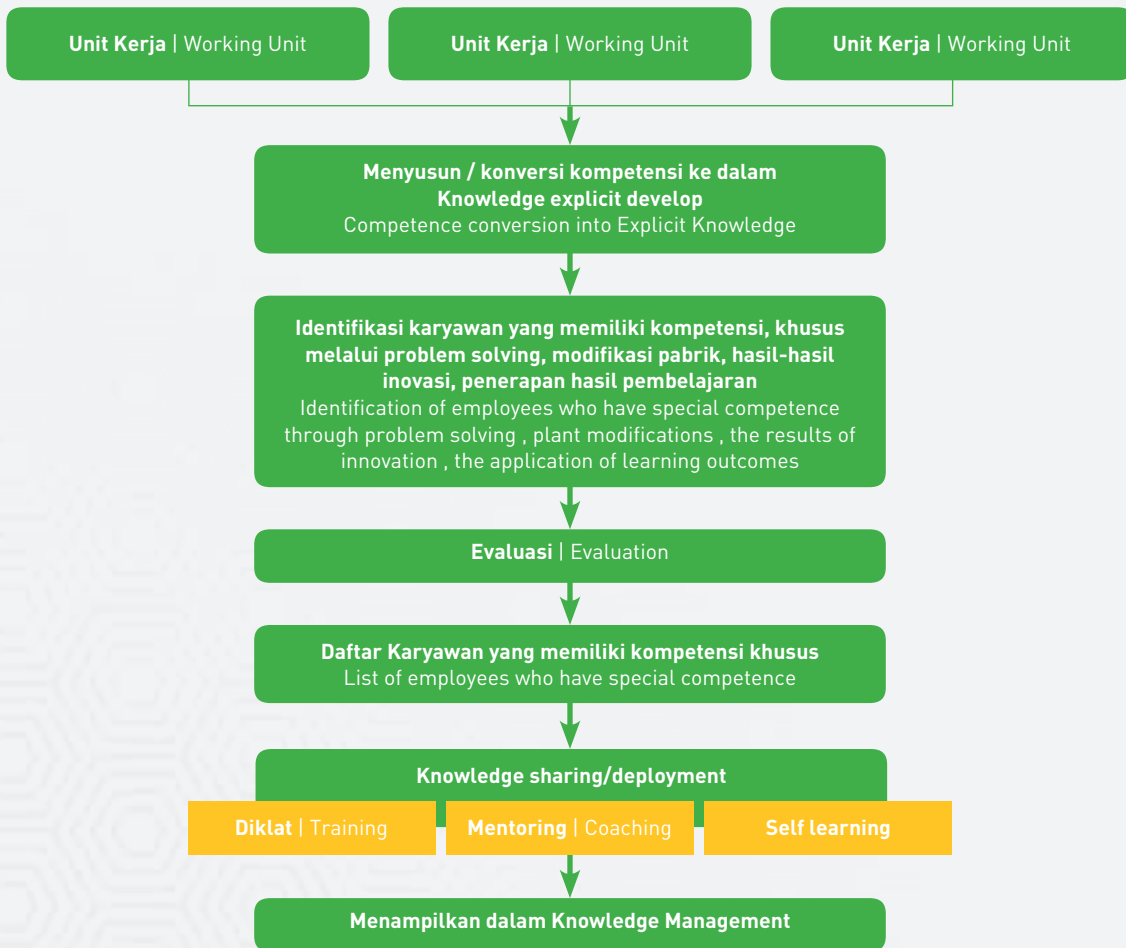 Unit Kerja | Working Unit
Unit Kerja | Working Unit
Unit Kerja | Working Unit
Menyusun / konversi kompetensi ke dalam
Knowledge explicit develop
Competence conversion into Explicit Knowledge
Identifikasi karyawan yang memiliki kompetensi, khusus
melalui problem solving, modifikasi pabrik, hasil-hasil
inovasi, penerapan hasil pembelajaran
Identification of employees who have special competence
through problem solving , plant modifications , the results of
innovation , the application of learning outcomes
Evaluasi | Evaluation
Daftar Karyawan yang memiliki kompetensi khusus
List of employees who have special competence
Knowledge sharing/deployment
Diklat | Training
Mentoring | Coaching
Self learning
Menampilkan dalam Knowledge Management